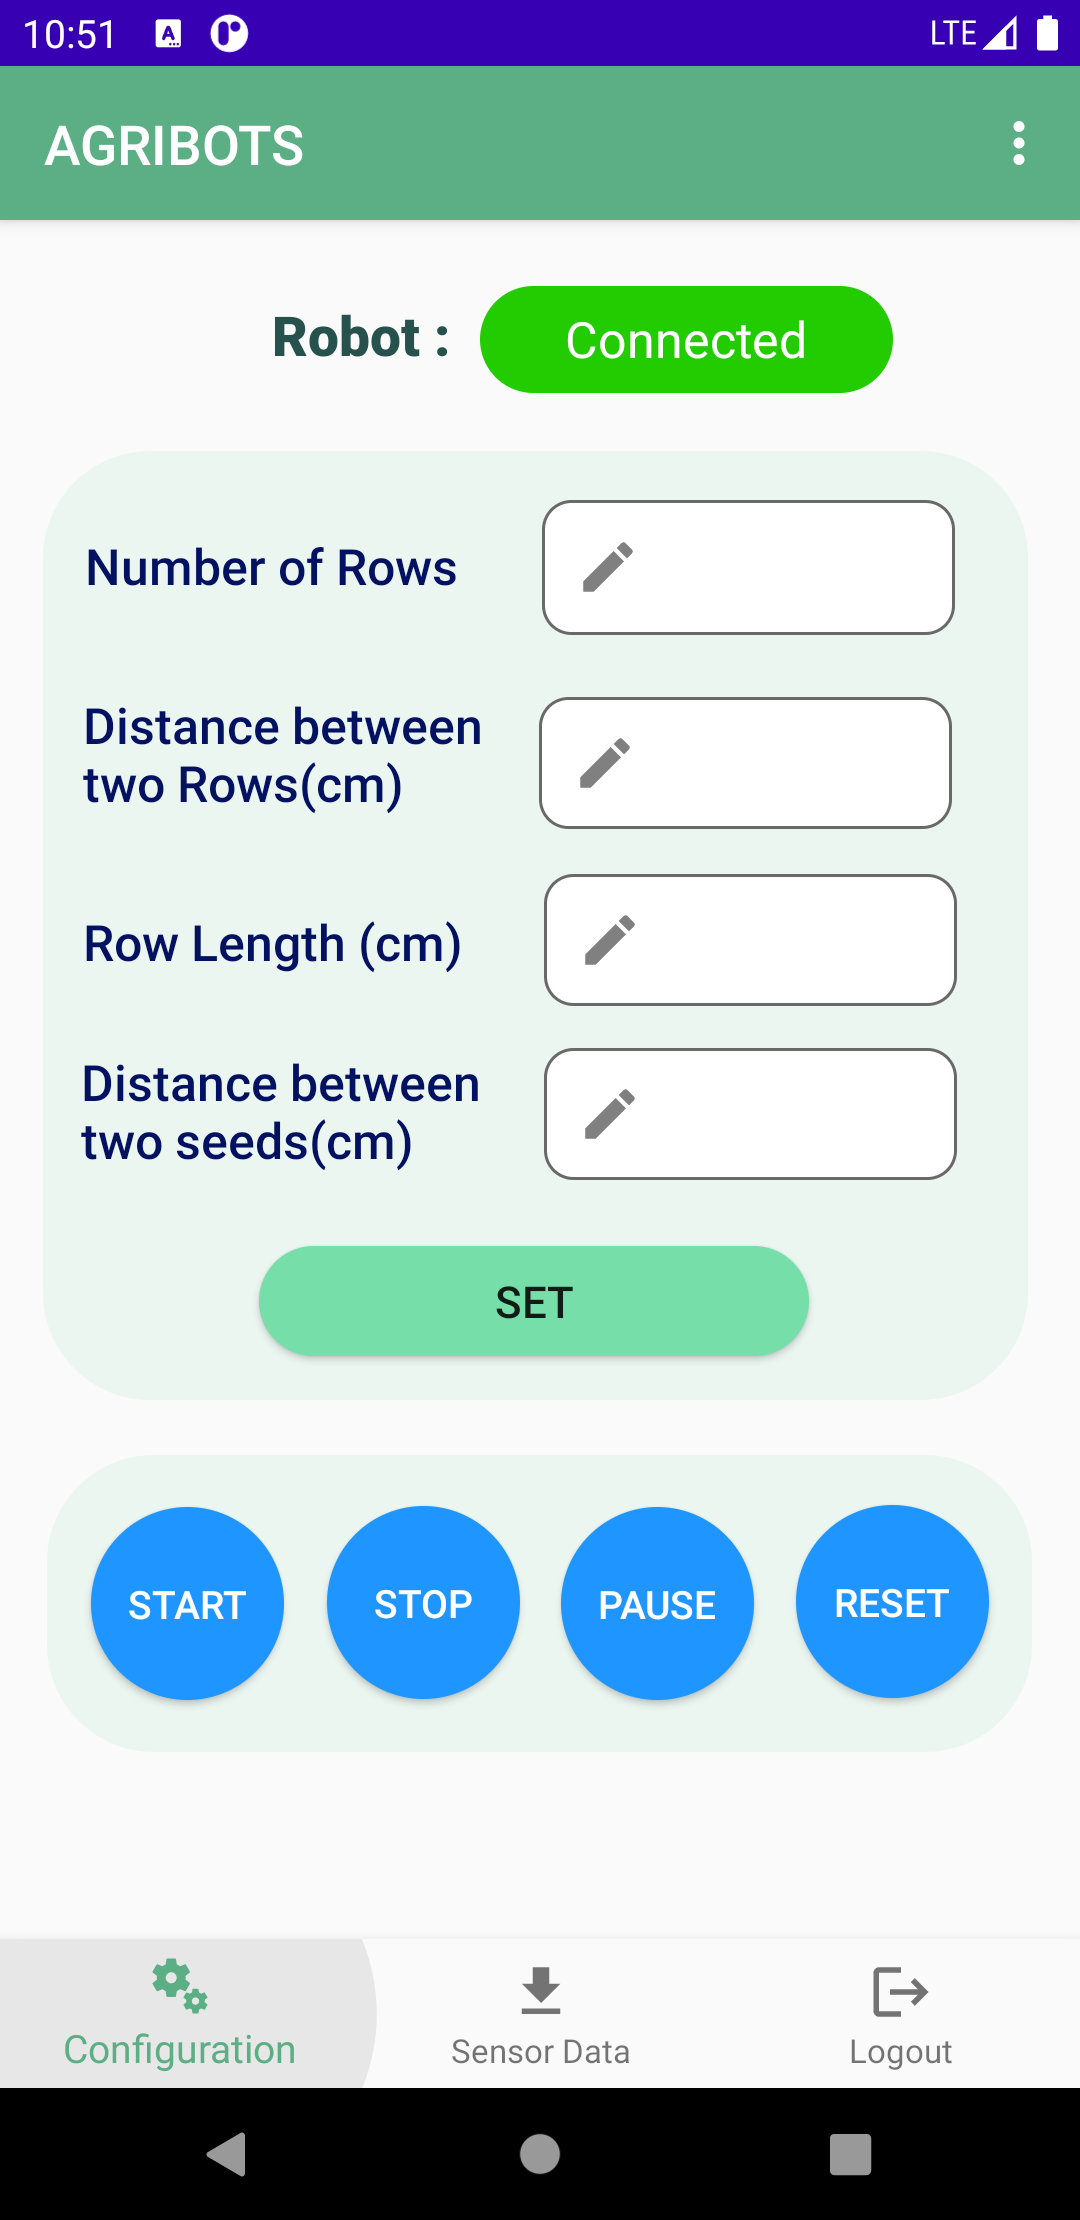 10:51
LTE
AGRIBOTS
Robot :
Connected
Number of Rows
Distance between
two Rows(cm)
Row Length (cm)
Distance between
two seeds(cm)
SET
START
STOP
PAUSE
RESET
Configuration
Sensor Data
Logout